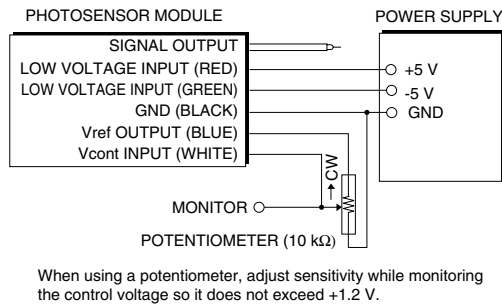 PHOTOSENSOR MODULE
POWER SUPPLY
SIGNAL OUTPUT
LOW VOLTAGE INPUT (RED)
+5 V
LOW VOLTAGE INPUT (GREEN)
-5 V
GND (BLACK)
GND
Vref OUTPUT (BLUE)
Vcont INPUT (WHITE)
CW
MONITOR
POTENTIOMETER (10 kΩ)
When using a potentiometer, adjust sensitivity while monitoring
the control voltage so it does not exceed +1.2 V.